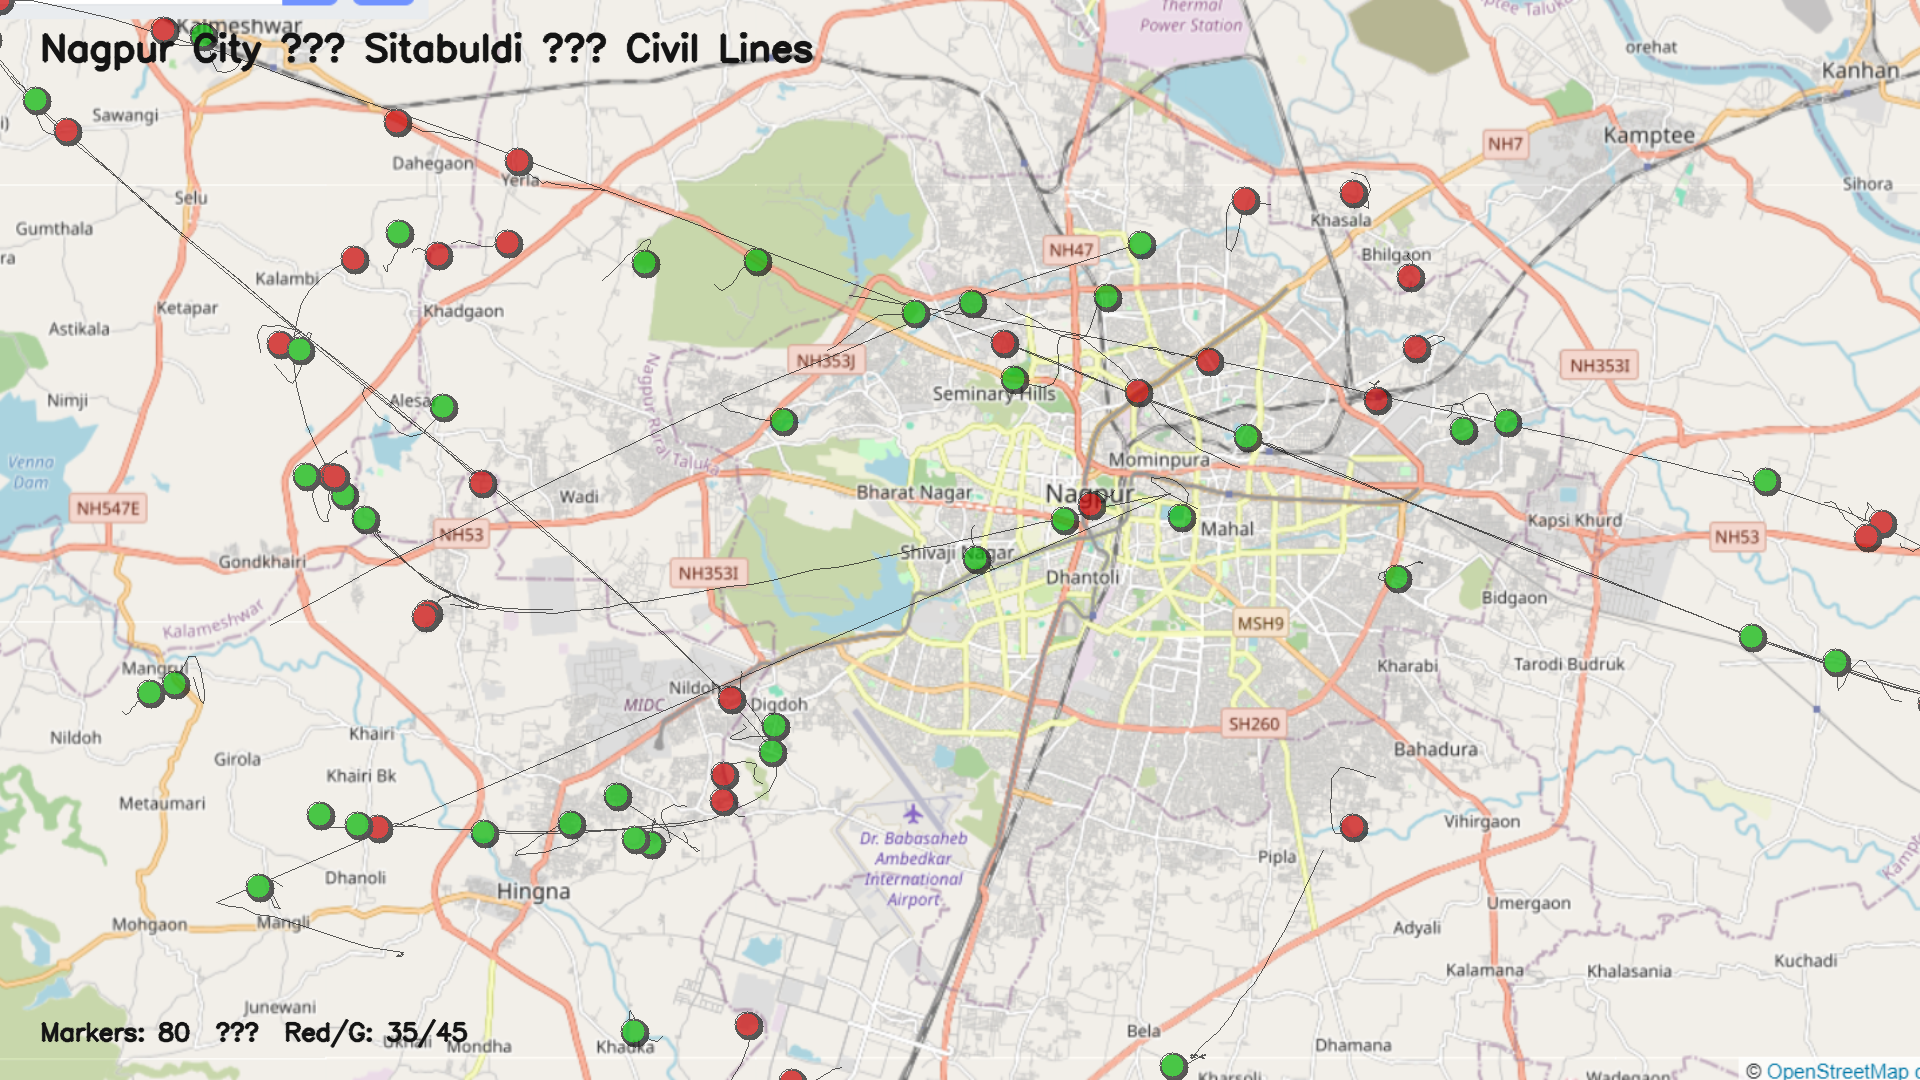 Kalmeshwar
Nagpur City ??? Sitabuldi ??? Civil Lines
Thermal
Power Station
orehat
Kanhan
Sawangi
Kamptee
NH7
Dahegaon
Yerla
Sihora
Selu
Gumthala
Khasala
NH47
Bhilgaon
Kalambi
Ketapar
Khadgaon
Astikala
NH353J
NH353I
Nagpur Rural Taluka
Nimji
Alesa
Seminary Hills
Mominpura
Venna
Dam
Wadi
Bharat Nagar
Nagpur
NH547E
Mahal
Kapsi Khurd
NH53
NH53
Gondkhairi
Shivaji Nagar
NH353I
Dhantoli
Bidgaon
Kalameshwar
MSH9
Mangrul
Kharabi
Tarodi Budruk
Nildoh
MIDC
Digdoh
SH260
Nildoh
Khairi
Bahadura
Girola
Khairi Bk
Metaumari
Vihirgaon
Dr. Babasaheb
Ambedkar
International
Airport
Pipla
Dhanoli
Hingna
Umergaon
Mohgaon
Mangli
Adyali
Kuchadi
Kalamana
Khalasania
Junewani
Markers: 80 ??? Red/G: 35/45
Mondha
Khadka
Bela
Dhamana
Kharsoli
Wadegaon
© OpenStreetMap c